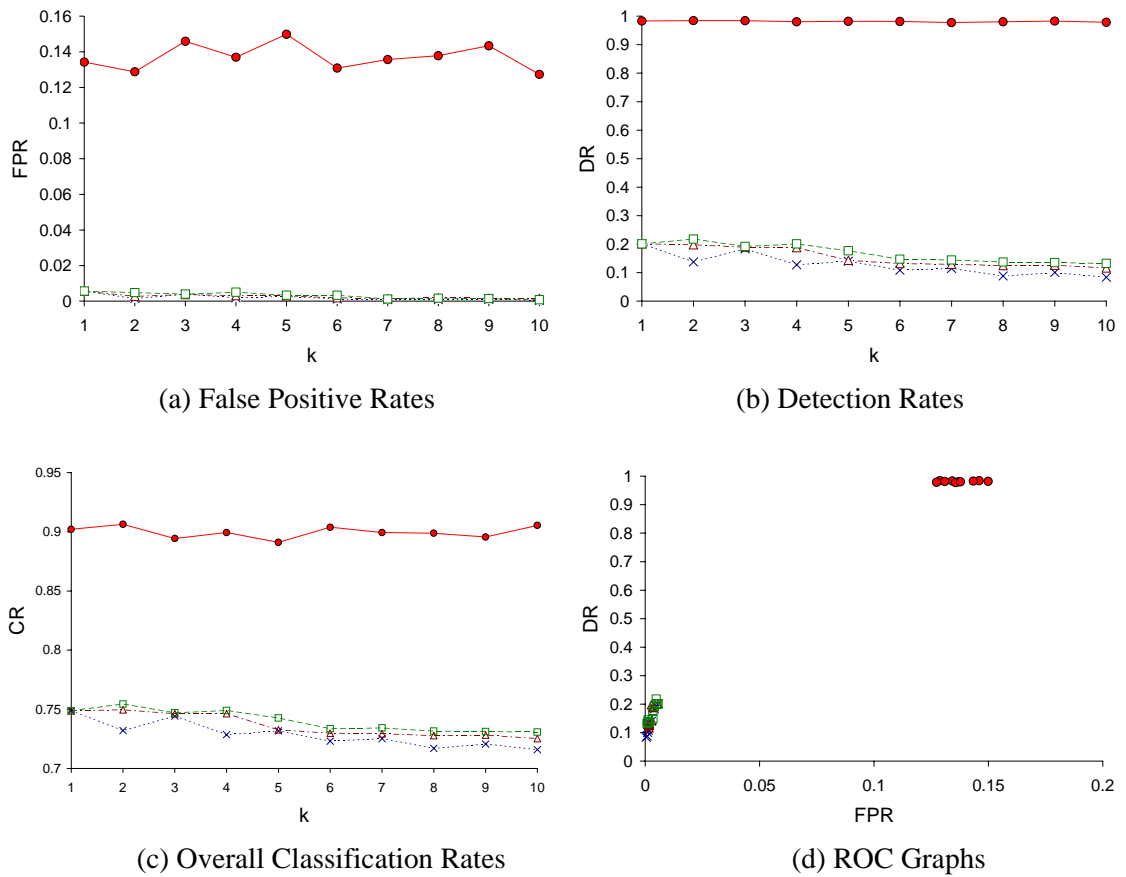 0.16
0.14
0.12
0.1
0.08
0.06
0.04
0.02
0
FPR
1 2 3 4 5 6 7 8 9 10
k
(a) False Positive Rates
1
0.9
0.8
0.7
0.6
0.5
0.4
0.3
0.2
0.1
0
DR
1 2 3 4 5 6 7 8 9 10
k
(b) Detection Rates
0.95
0.9
0.85
0.8
0.75
0.7
CR
1 2 3 4 5 6 7 8 9 10
k
(c) Overall Classification Rates
1
0.9
0.8
0.7
0.6
0.5
0.4
0.3
0.2
0.1
0
DR
0 0.05 0.1 0.15 0.2
FPR
(d) ROC Graphs